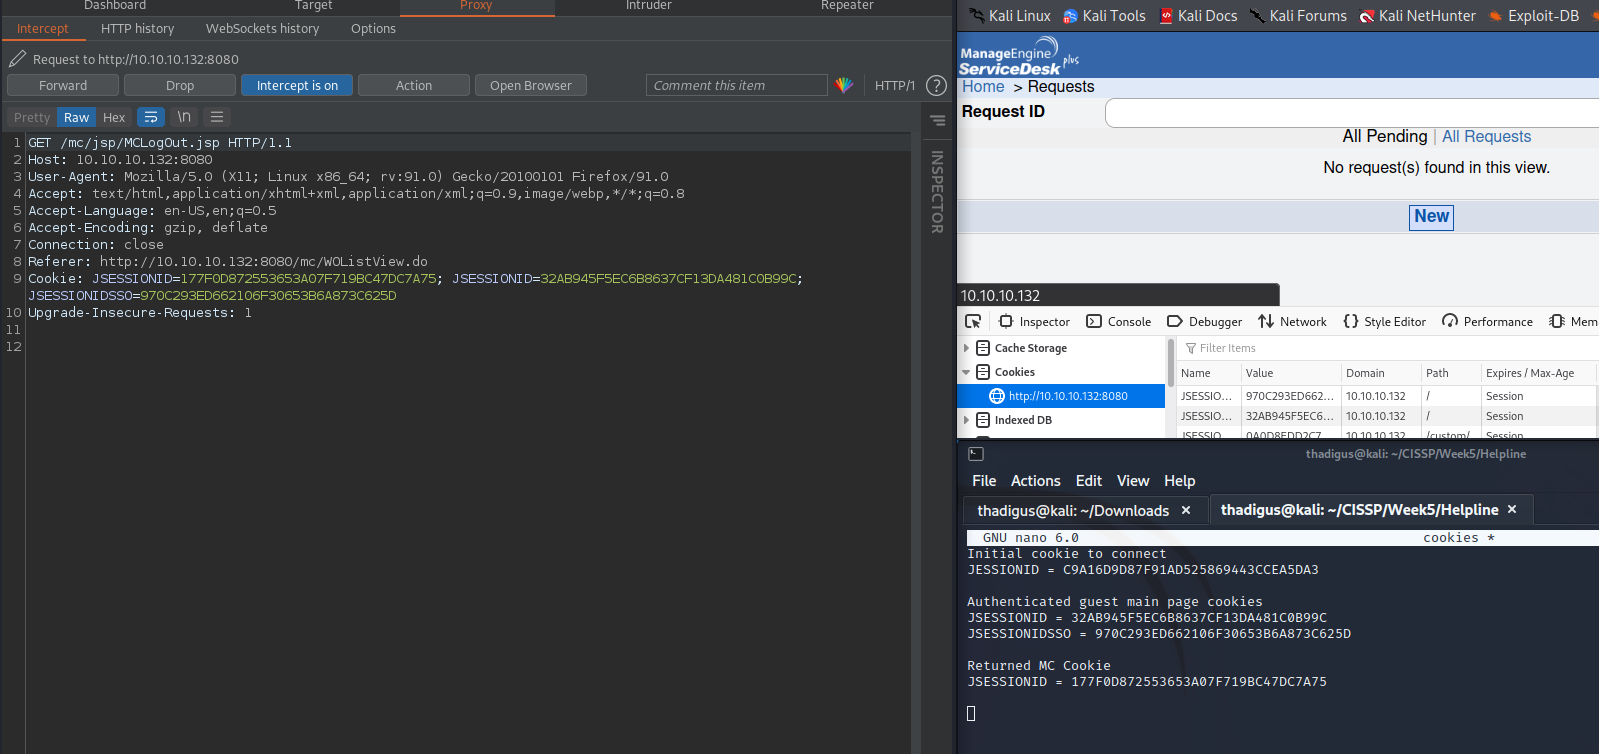 Dashboard Target Proxy Intruder Repeater
Intercept HTTP history WebSockets history Options
Request to http://10.10.10.132:8080
Forward Drop Intercept is on Action Open Browser Comment this item HTTP/1 ?
Pretty Raw Hex \n
1 GET /mc/jsp/MCLogOut.jsp HTTP/1.1
2 Host: 10.10.10.132:8080
3 User-Agent: Mozilla/5.0 (X11; Linux x86_64; rv:91.0) Gecko/20100101 Firefox/91.0
4 Accept: text/html,application/xhtml+xml,application/xml;q=0.9,image/webp,*/*;q=0.8
5 Accept-Language: en-US,en;q=0.5
6 Accept-Encoding: gzip, deflate
7 Connection: close
8 Referer: http://10.10.10.132:8080/mc/WOListView.do
9 Cookie: JSESSIONID=177F0D872553653A07F719BC47DC7A75; JSESSIONID=32AB945F5EC6B8637CF13DA481C0B99C;
JSESSIONIDSSO=970C293ED662106F30653B6A873C625D
10 Upgrade-Insecure-Requests: 1
11
12
INSPECTOR
Kali Linux Kali Tools Kali Docs Kali Forums Kali NetHunter Exploit-DB
ManageEngine
ServiceDesk plus
Home > Requests
Request ID
All Pending | All Requests
No request(s) found in this view.
New
10.10.10.132
Inspector Console Debugger Network Style Editor Performance Mem
Cache Storage
Cookies
http://10.10.10.132:8080
Indexed DB
Filter Items
Name Value Domain Path Expires / Max-Age
JSESSIO... 970C293ED662... 10.10.10.132 / Session
JSESSIO... 32AB945F5EC6... 10.10.10.132 / Session
JSESSIO... 0A0D8EDD2C7... 10.10.10.132 /custom/ Session
thadigus@kali: ~/CISSP/Week5/Helpline
File Actions Edit View Help
thadigus@kali: ~/Downloads × thadigus@kali: ~/CISSP/Week5/Helpline ×
GNU nano 6.0 cookies *
Initial cookie to connect
JESSIONID = C9A16D9D87F91AD525869443CCEA5DA3
Authenticated guest main page cookies
JSESSIONID = 32AB945F5EC6B8637CF13DA481C0B99C
JSESSIONIDSSO = 970C293ED662106F30653B6A873C625D
Returned MC Cookie
JSESSIONID = 177F0D872553653A07F719BC47DC7A75